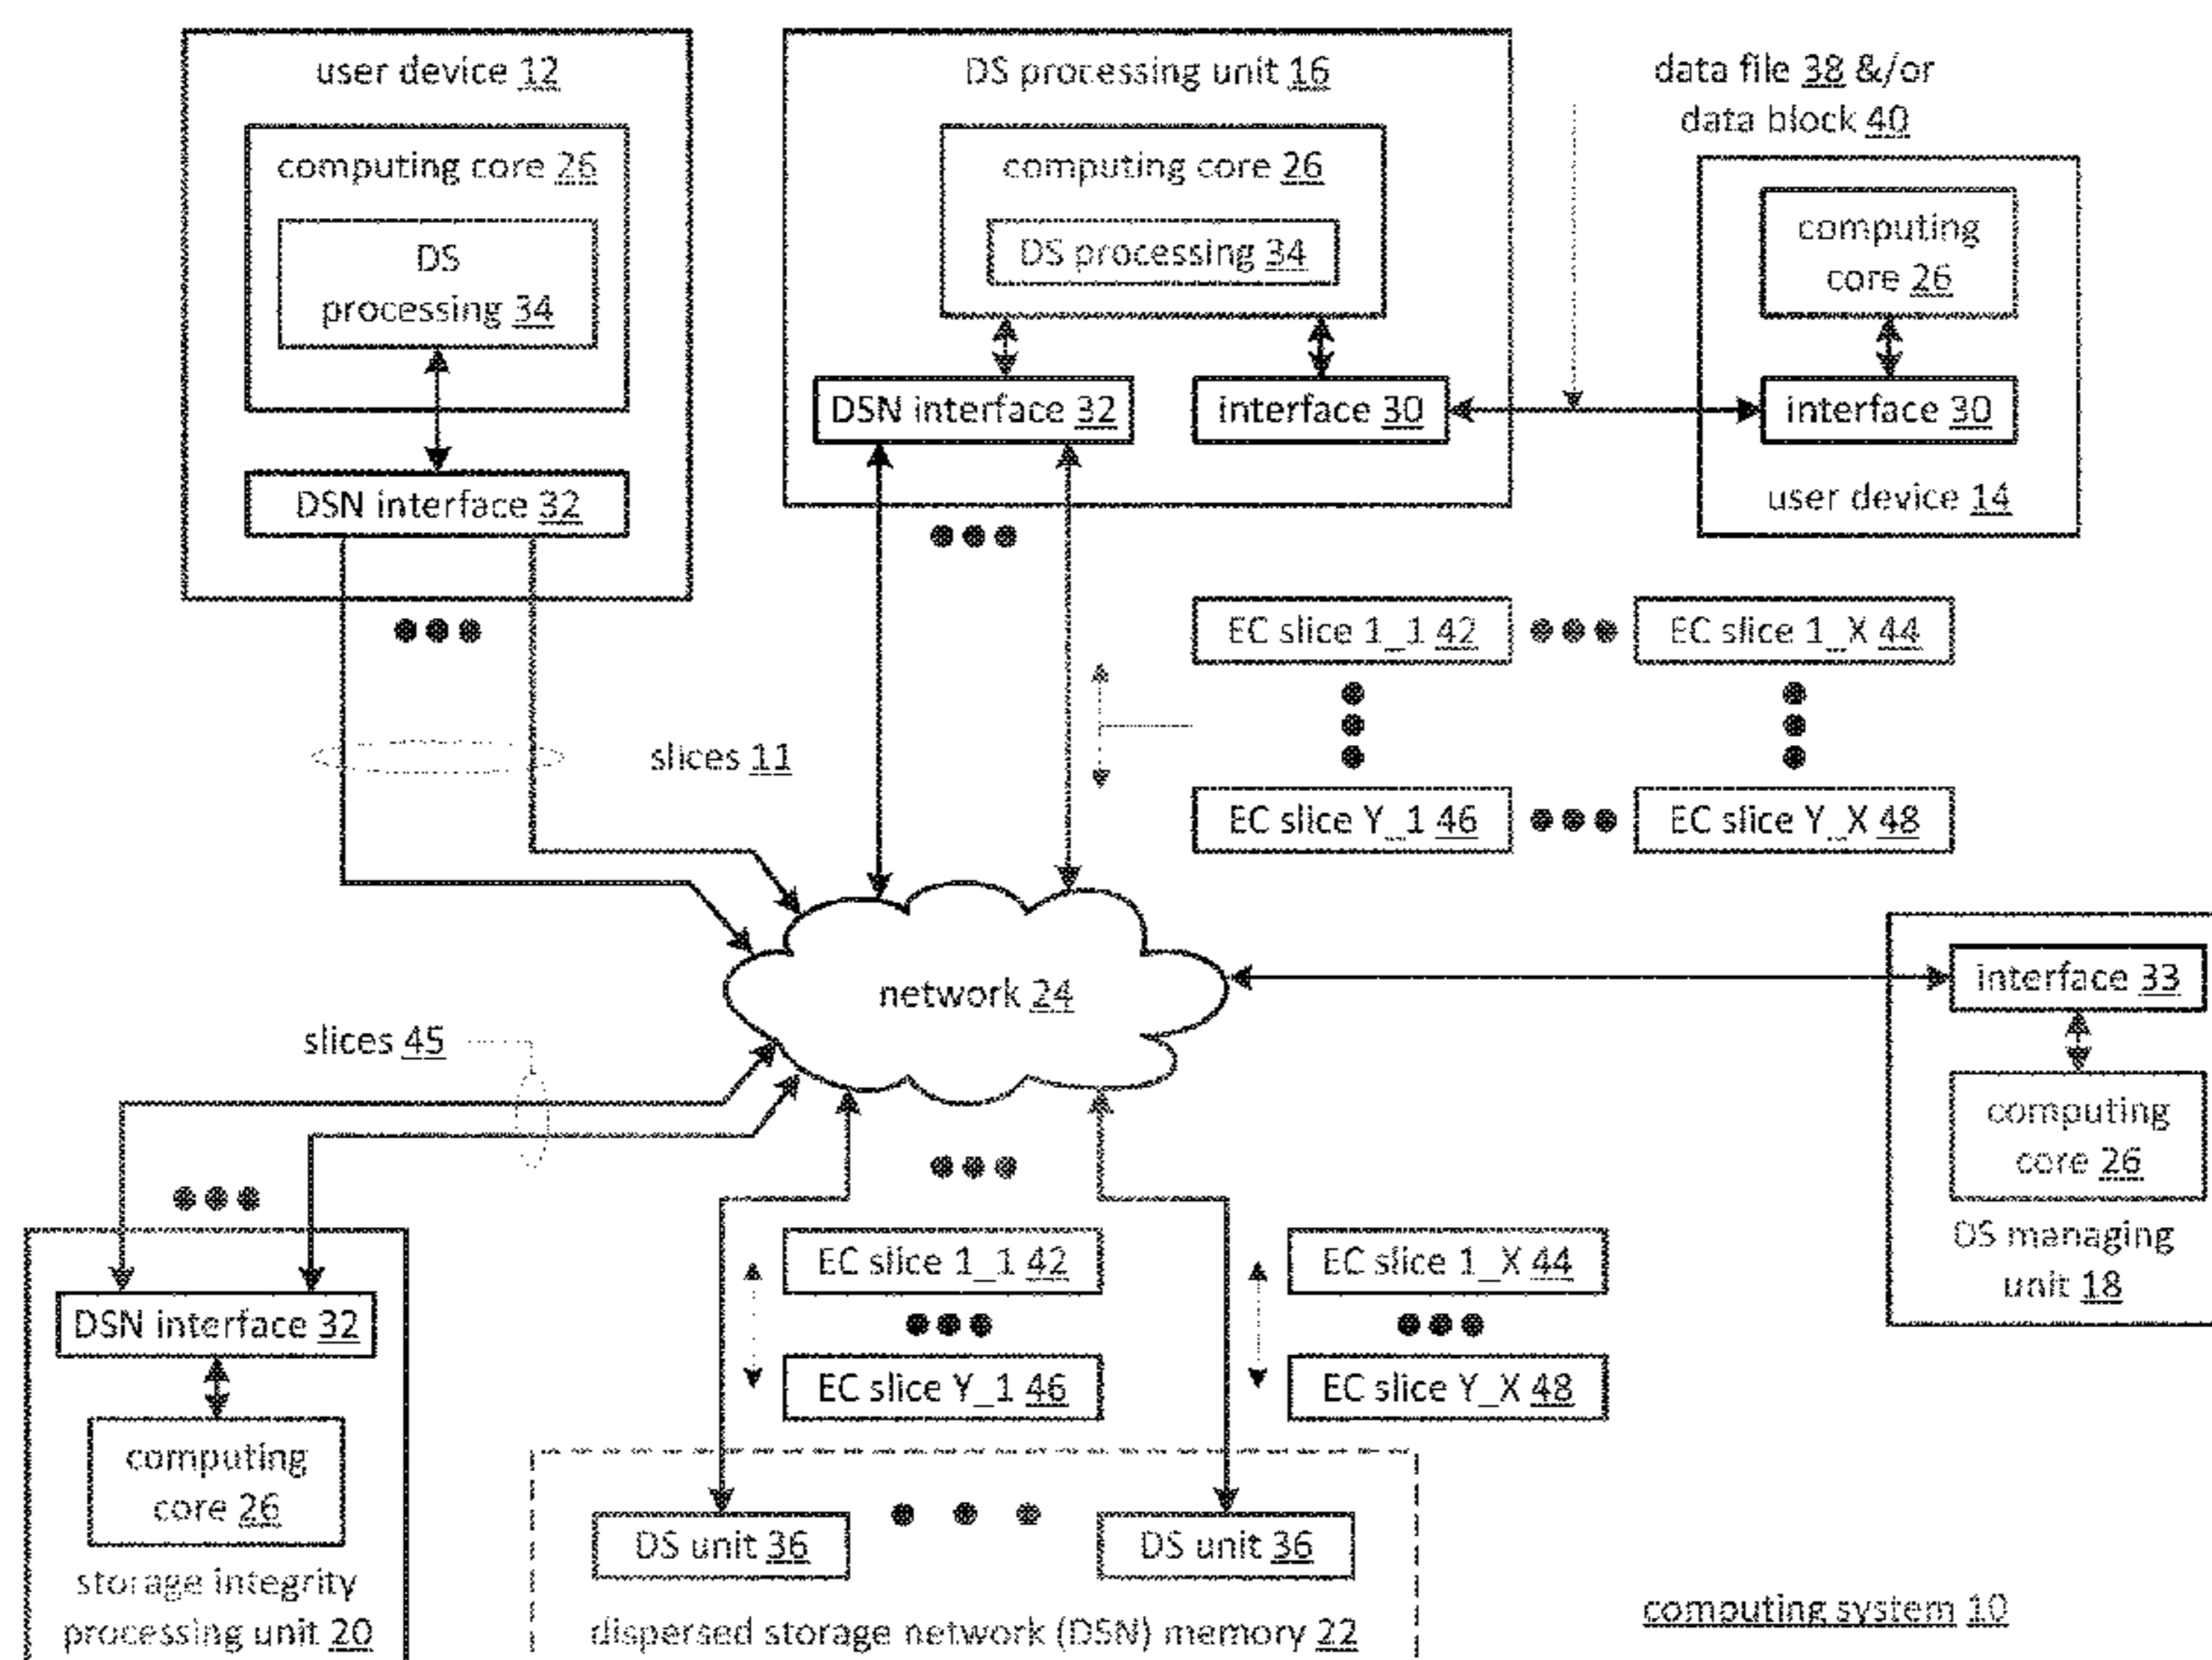 user device 12
computing core 26
DS
processing 34
DSN interface 32
DS processing unit 16
computing core 26
DS processing 34
DSN interface 32
interface 30
data file 38 &/or
data block 40
computing
core 26
interface 30
user device 14
slices 11
EC slice 1_1 42
EC slice 1_X 44
EC slice Y_1 46
EC slice Y_X 48
network 24
interface 33
computing
core 26
DS managing
unit 18
slices 45
DSN interface 32
computing
core 26
storage integrity
processing unit 20
EC slice 1_1 42
EC slice 1_X 44
EC slice Y_1 46
EC slice Y_X 48
DS unit 36
DS unit 36
dispersed storage network (DSN) memory 22
computing system 10